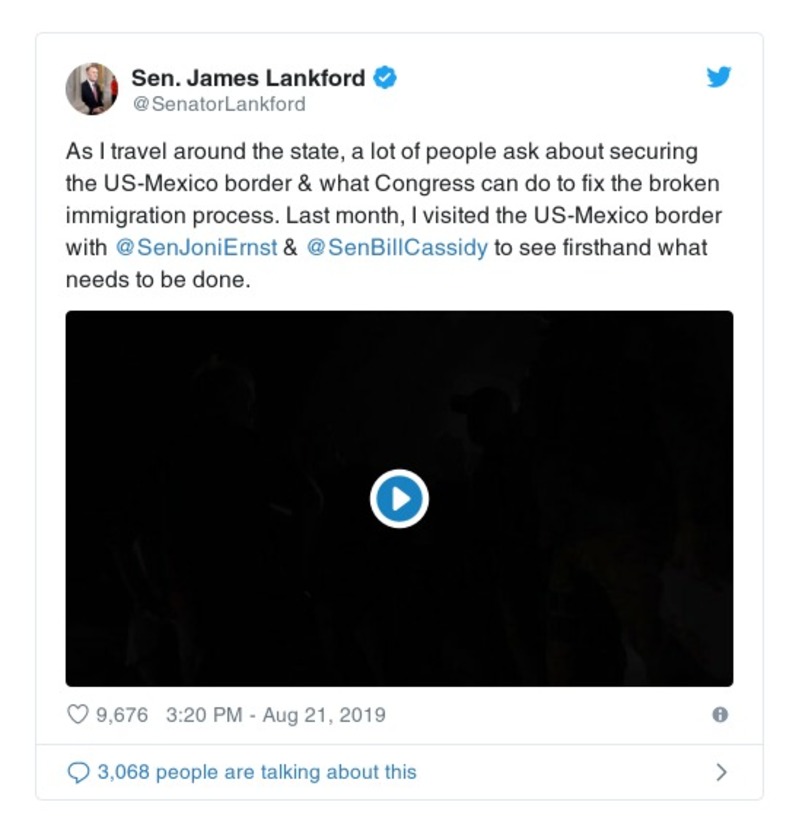 Sen. James Lankford
@SenatorLankford
As I travel around the state, a lot of people ask about securing
the US-Mexico border & what Congress can do to fix the broken
immigration process. Last month, I visited the US-Mexico border
with @SenJoniErnst & @SenBillCassidy to see firsthand what
needs to be done.
9,676 3:20 PM - Aug 21, 2019
3,068 people are talking about this